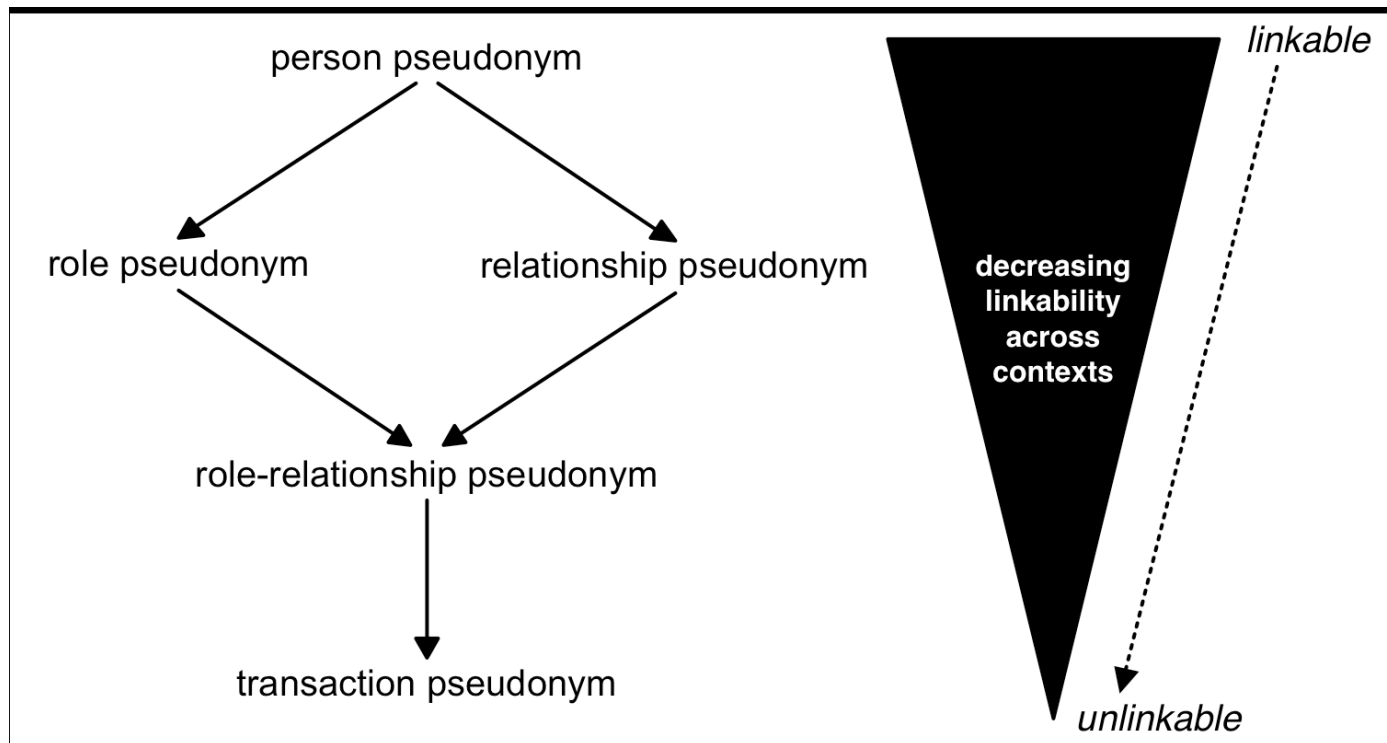 person pseudonym
linkable
role pseudonym
relationship pseudonym
decreasing
linkability
across
contexts
role-relationship pseudonym
transaction pseudonym
unlinkable